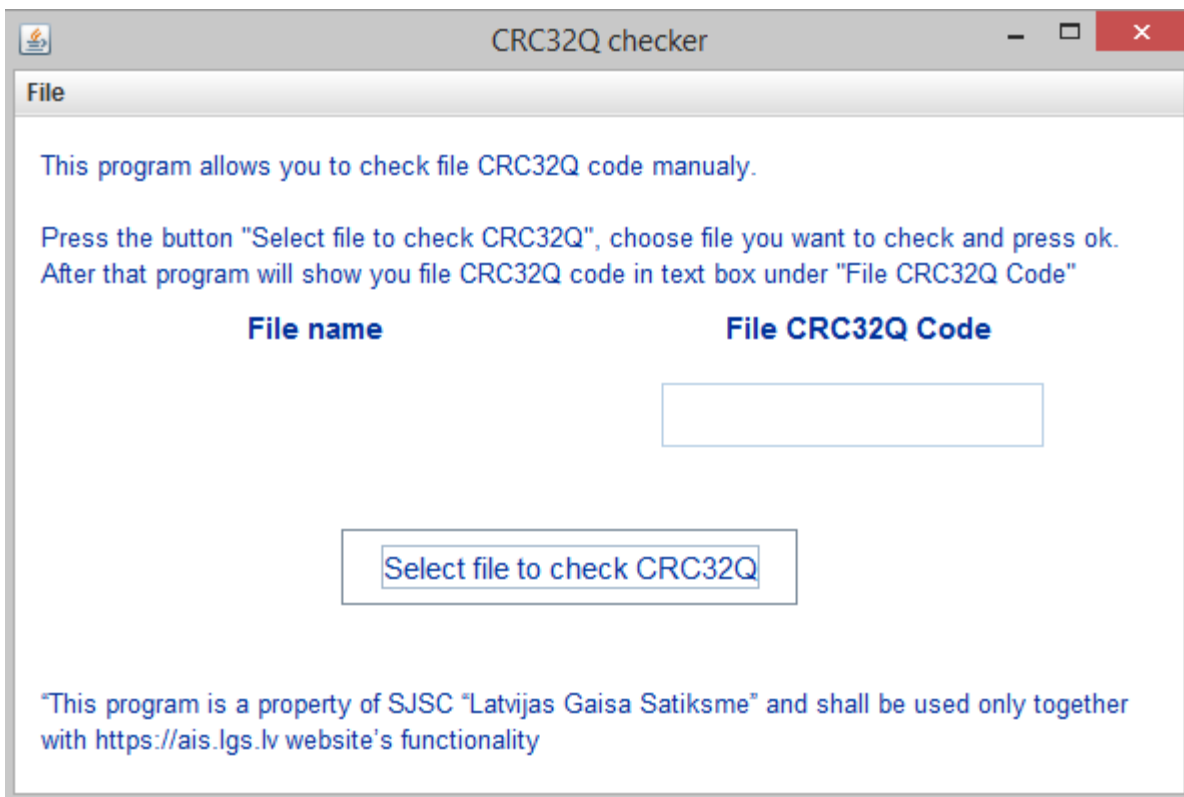 CRC32Q checker
File
This program allows you to check file CRC32Q code manualy.
Press the button "Select file to check CRC32Q", choose file you want to check and press ok.
After that program will show you file CRC32Q code in text box under "File CRC32Q Code"
File name
File CRC32Q Code
Select file to check CRC32Q
“This program is a property of SJSC “Latvijas Gaisa Satiksme” and shall be used only together
with https://ais.lgs.lv website’s functionality